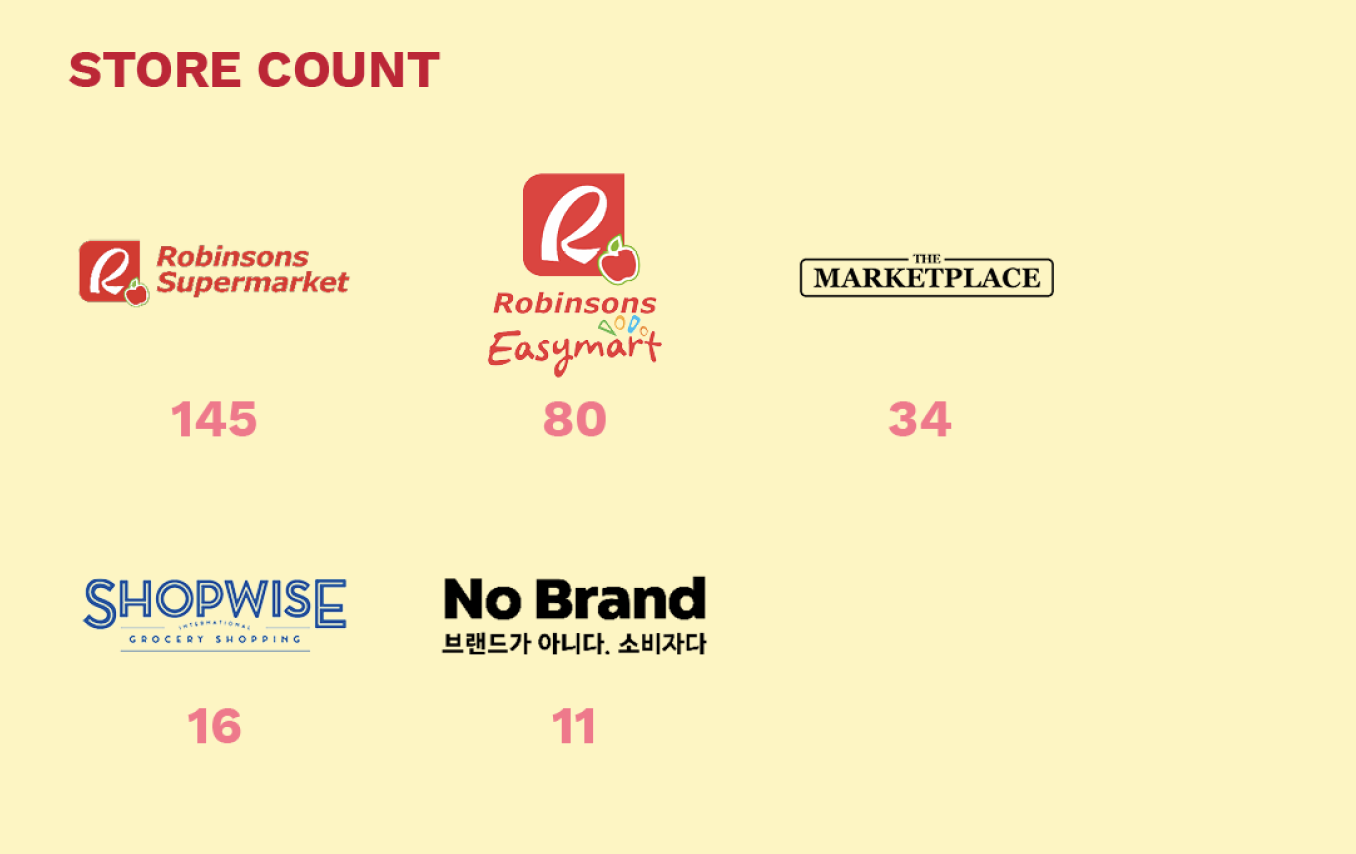 STORE COUNT
Robinsons
Supermarket
145
Robinsons
Easymart
80
THE
MARKETPLACE
34
SHOPWISE
INTERNATIONAL
GROCERY SHOPPING
16
No Brand
브랜드가 아니다. 소비자다
11